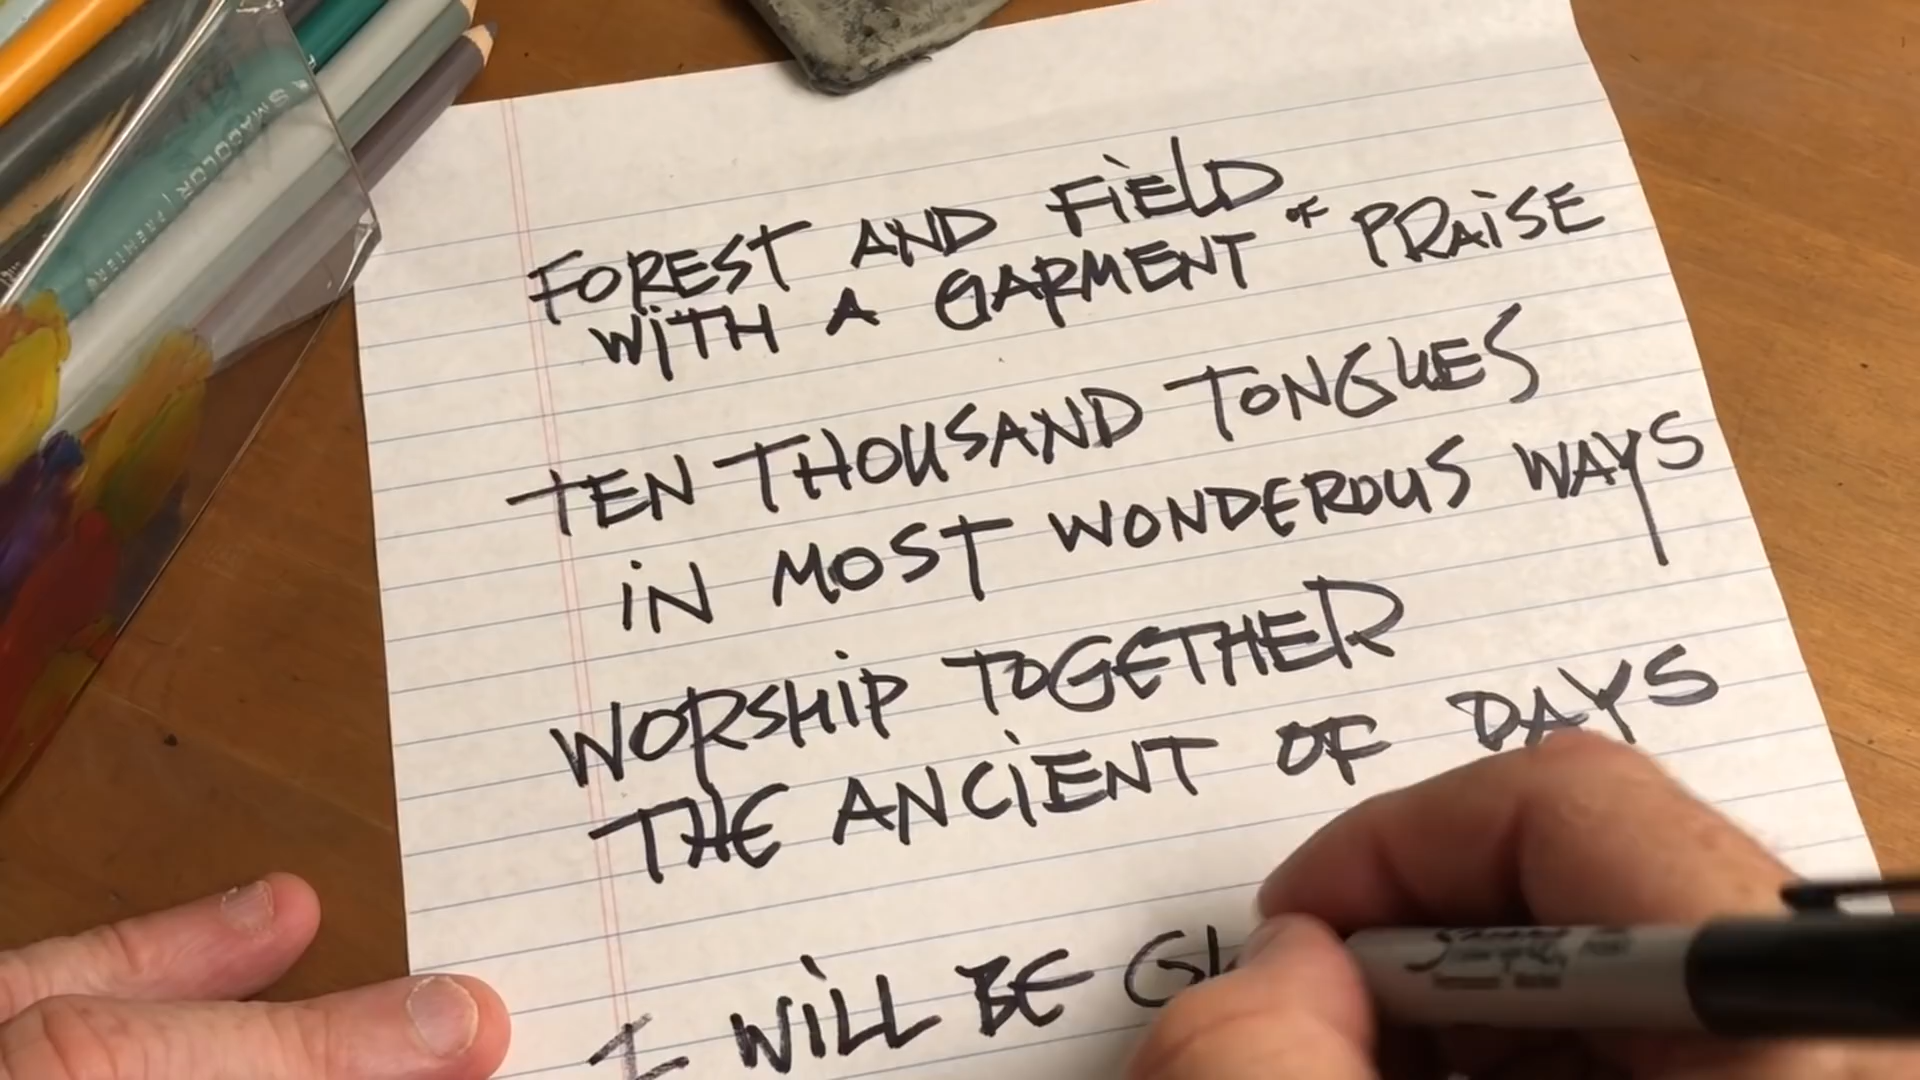 FOREST AND FIELD
WITH A GARMENT OF PRAISE
TEN THOUSAND TONGUES
IN MOST WONDEROUS WAYS
WORSHIP TOGETHER
THE ANCIENT OF DAYS
I WILL BE